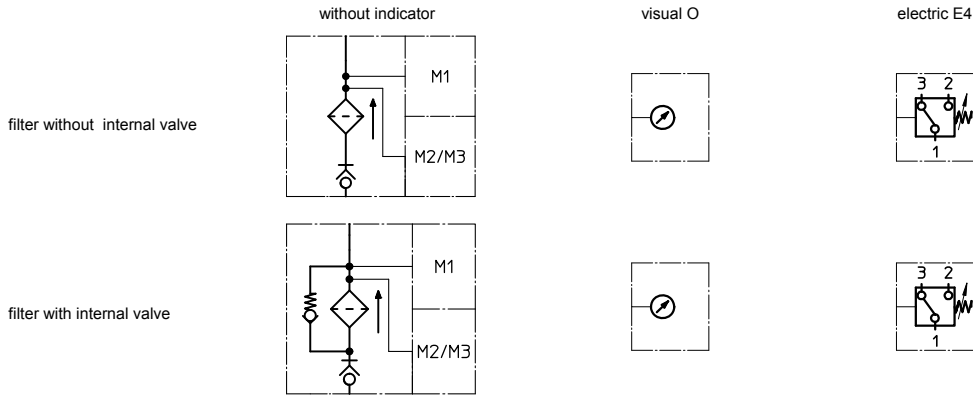 without indicator
visual O
electric E4
M1
3 2
filter without internal valve
M2/M3
1
M1
3 2
filter with internal valve
M2/M3
1